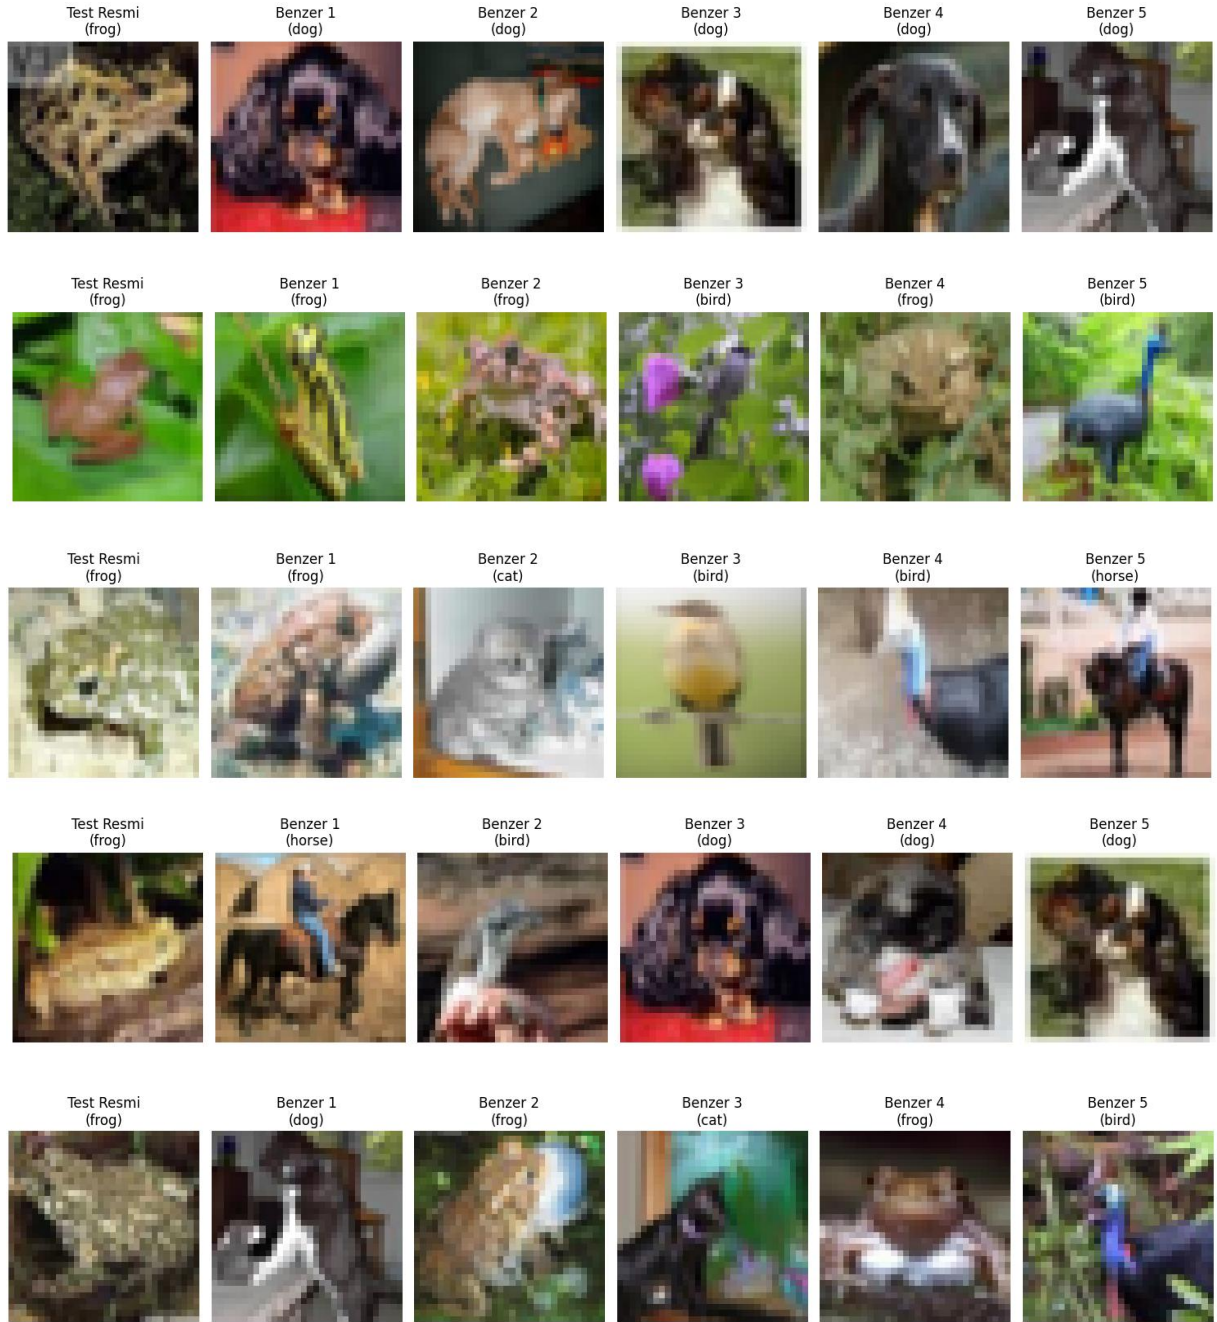 Test Resmi
(frog)
Benzer 1
(dog)
Benzer 2
(dog)
Benzer 3
(dog)
Benzer 4
(dog)
Benzer 5
(dog)
Test Resmi
(frog)
Benzer 1
(frog)
Benzer 2
(frog)
Benzer 3
(bird)
Benzer 4
(frog)
Benzer 5
(bird)
Test Resmi
(frog)
Benzer 1
(frog)
Benzer 2
(cat)
Benzer 3
(bird)
Benzer 4
(bird)
Benzer 5
(horse)
Test Resmi
(frog)
Benzer 1
(horse)
Benzer 2
(bird)
Benzer 3
(dog)
Benzer 4
(dog)
Benzer 5
(dog)
Test Resmi
(frog)
Benzer 1
(dog)
Benzer 2
(frog)
Benzer 3
(cat)
Benzer 4
(frog)
Benzer 5
(bird)